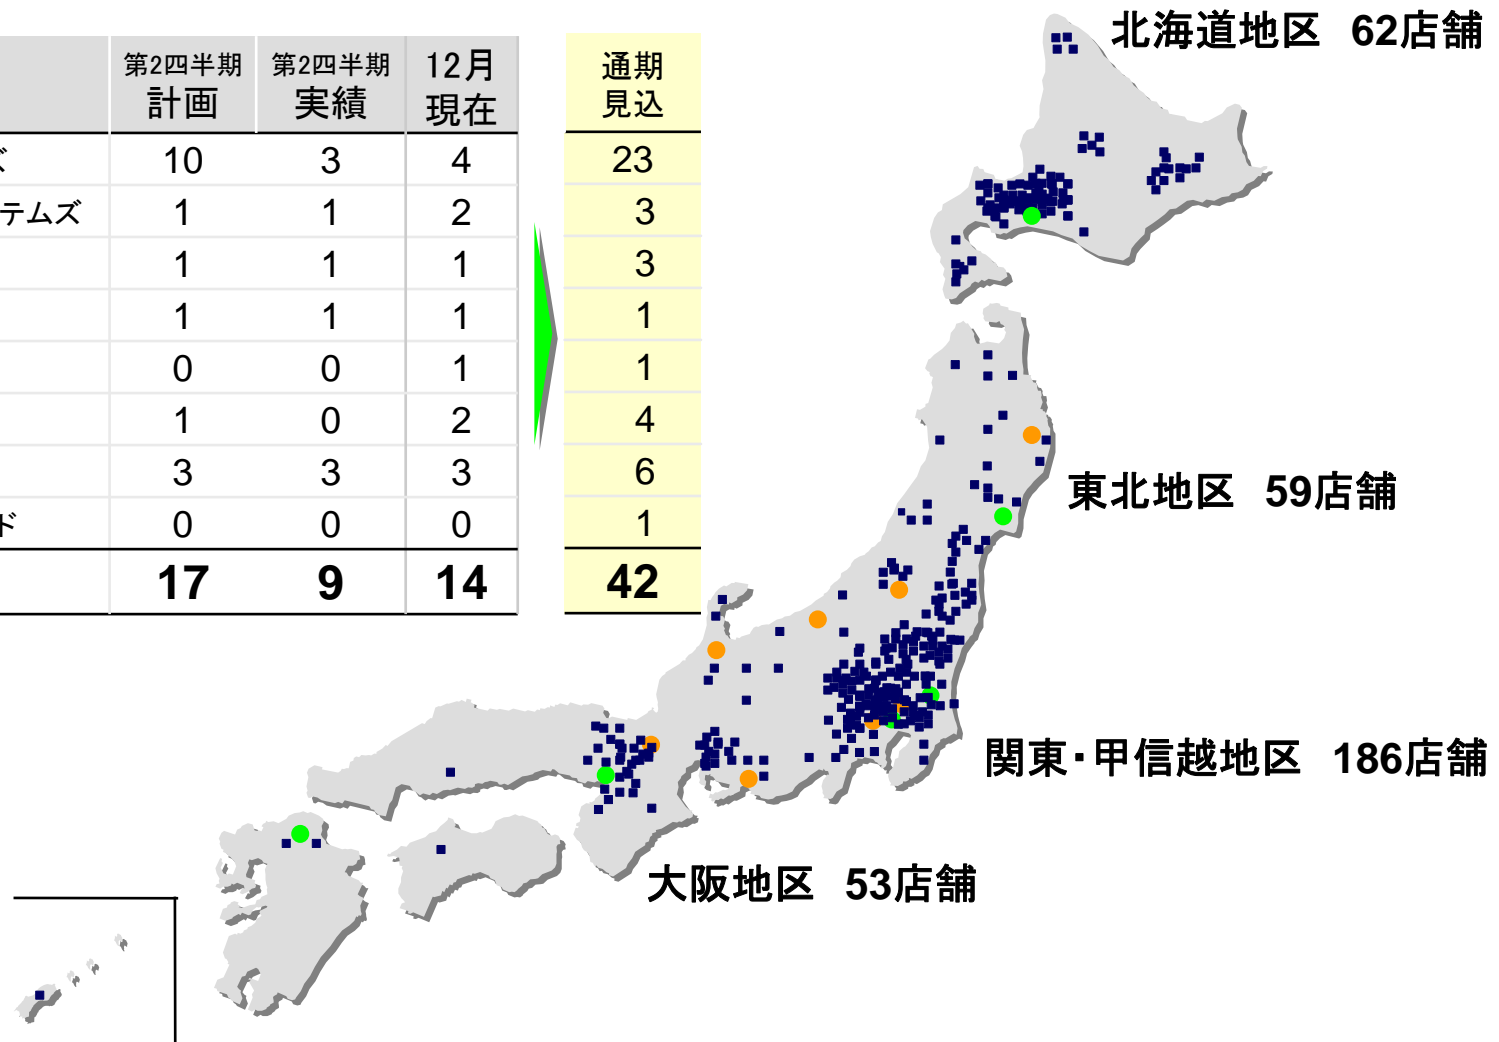 北海道地区 62店舗
第2四半期 第2四半期 12月 通期
計画 実績 現在 見込
ズ 10 3 4 23
テムズ 1 1 2 3
1 1 1 3
1 1 1 1
0 0 1 1
1 0 2 4
3 3 3 6
ド 0 0 0 1
17 9 14 42
東北地区 59店舗
関東・甲信越地区 186店舗
大阪地区 53店舗